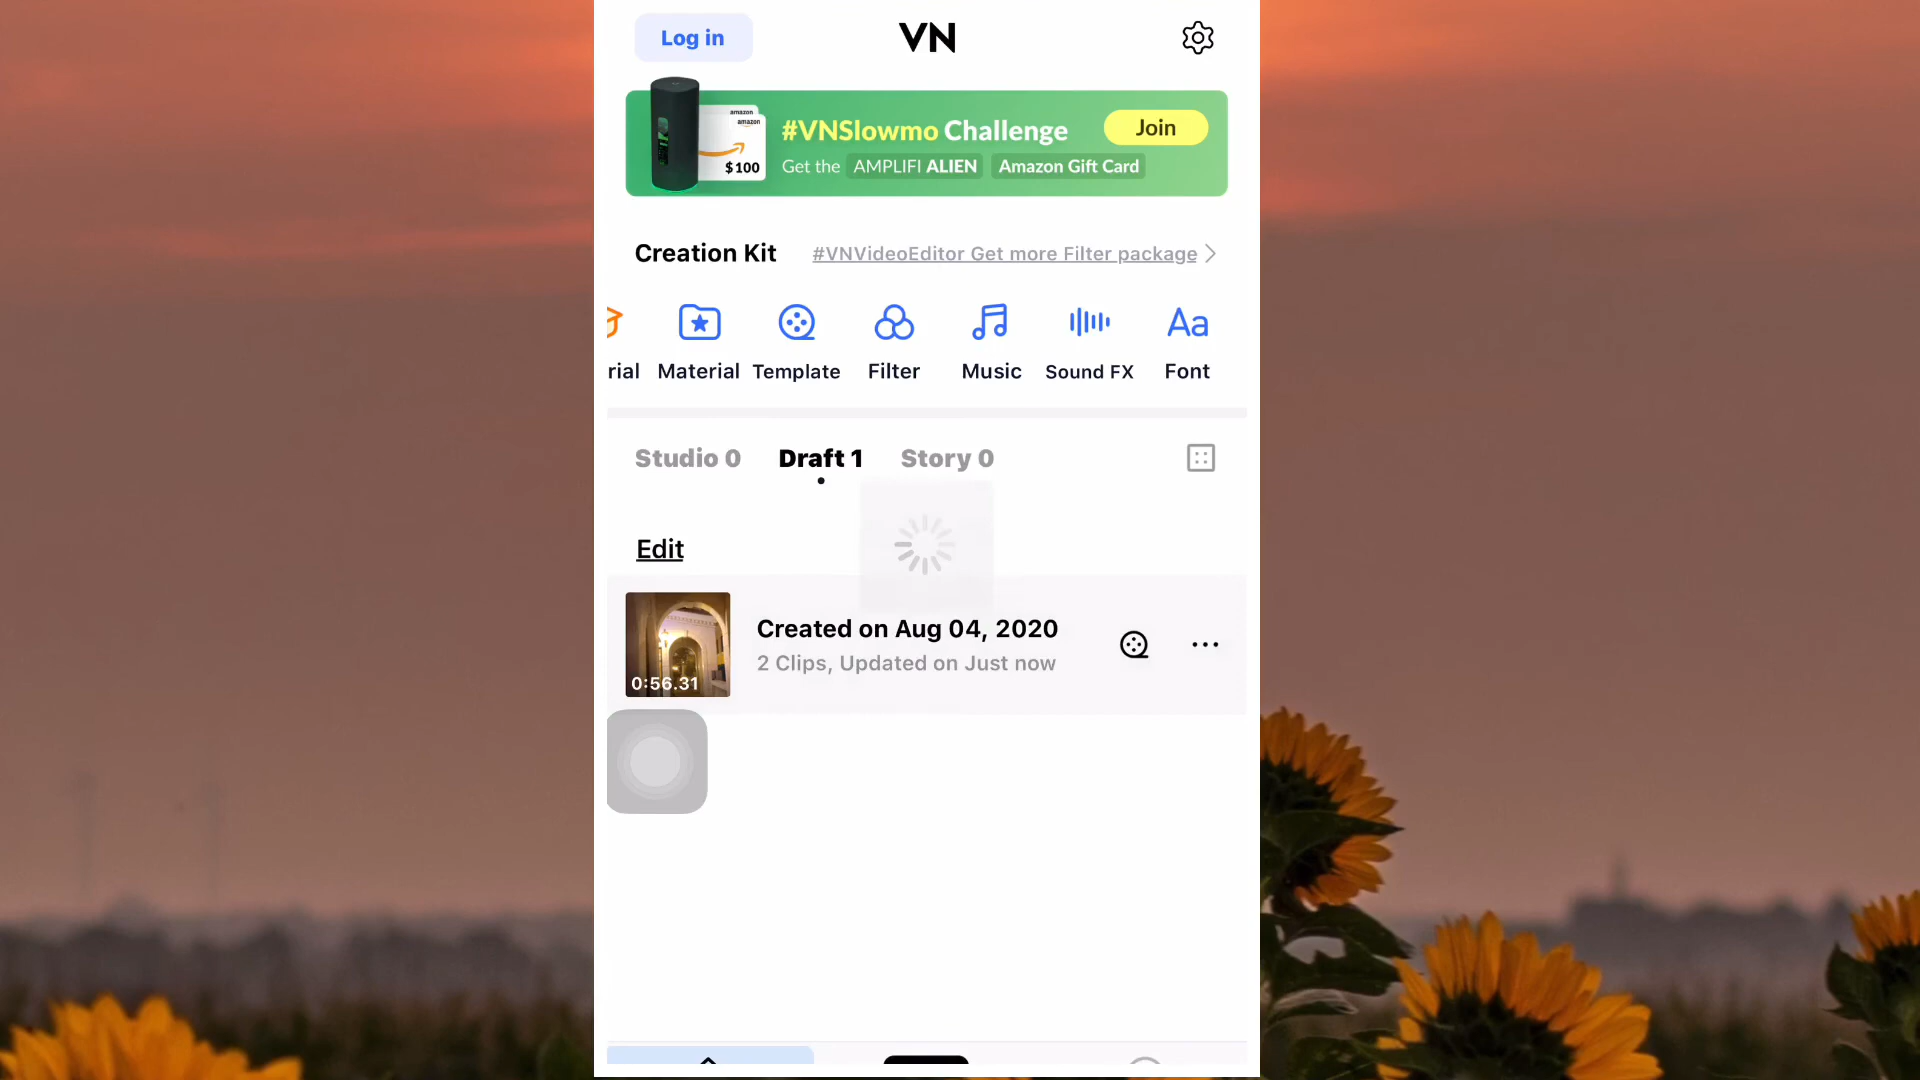 Log in
VN
amazon
amazon
$100
#VNSlowmo Challenge
Join
Get the AMPLIFI ALIEN Amazon Gift Card
Creation Kit
#VNVideoEditor Get more Filter package
rial
Material
Template
Filter
Music
Sound FX
Aa
Font
Studio 0
Draft 1
Story 0
Edit
0:56.31
Created on Aug 04, 2020
2 Clips, Updated on Just now